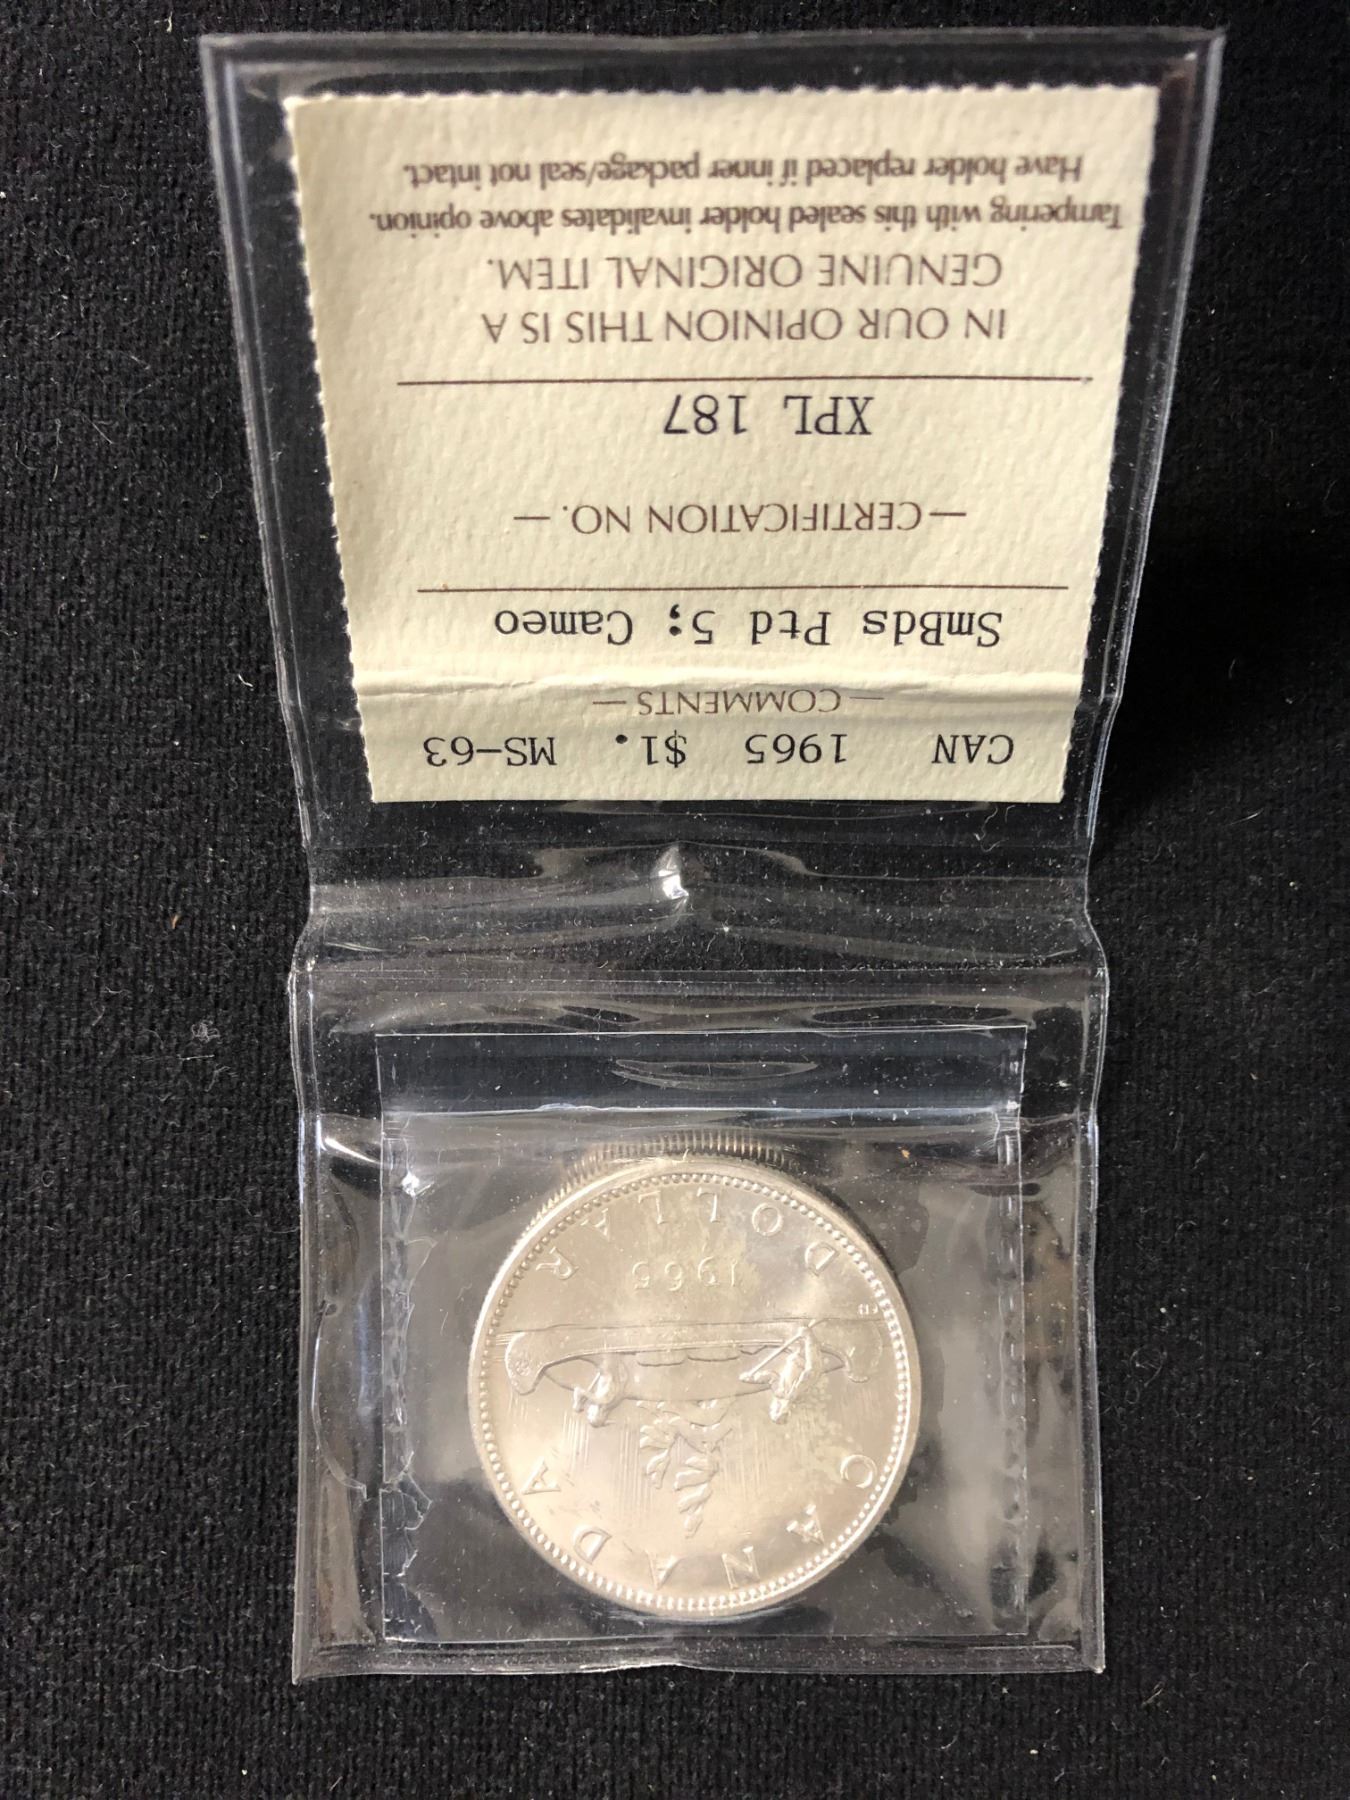 CAN 1965 $1. MS-63
— COMMENTS —
SmBds Ptd 5; Cameo
— CERTIFICATION NO. —
XPL 187
IN OUR OPINION THIS IS A
GENUINE ORIGINAL ITEM.
Tampering with this sealed holder invalidates above opinion.
Have holder replaced if inner package/seal not intact.
CANADA
1965
DOLLAR